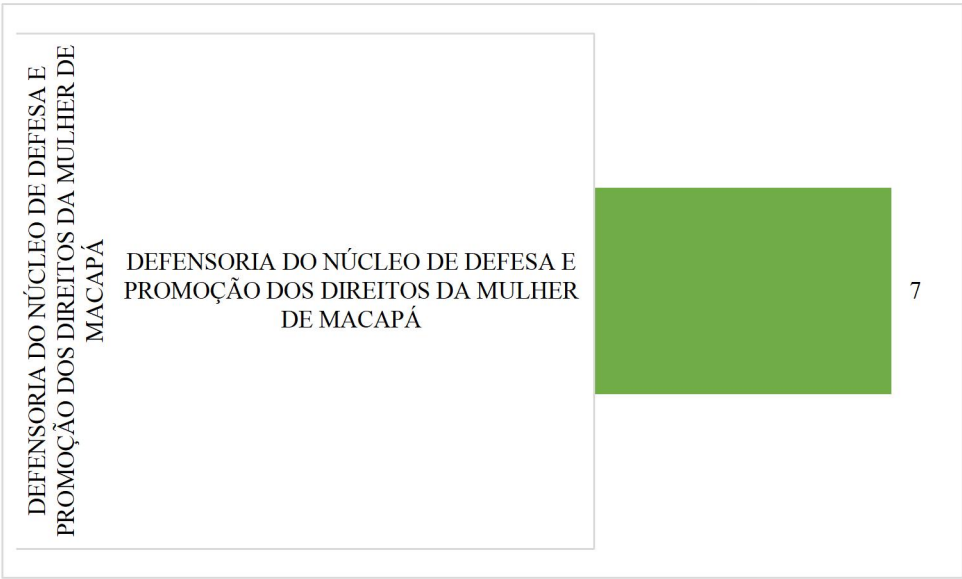 DEFENSORIA DO NÚCLEO DE DEFESA E
PROMOÇÃO DOS DIREITOS DA MULHER DE
MACAPÁ
DEFENSORIA DO NÚCLEO DE DEFESA E
PROMOÇÃO DOS DIREITOS DA MULHER
DE MACAPÁ
7